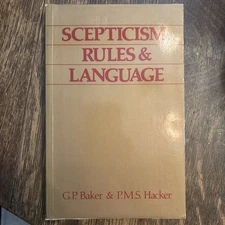 SCEPTICISM
RULES &
LANGUAGE
G.P. Baker & P.M.S. Hacker